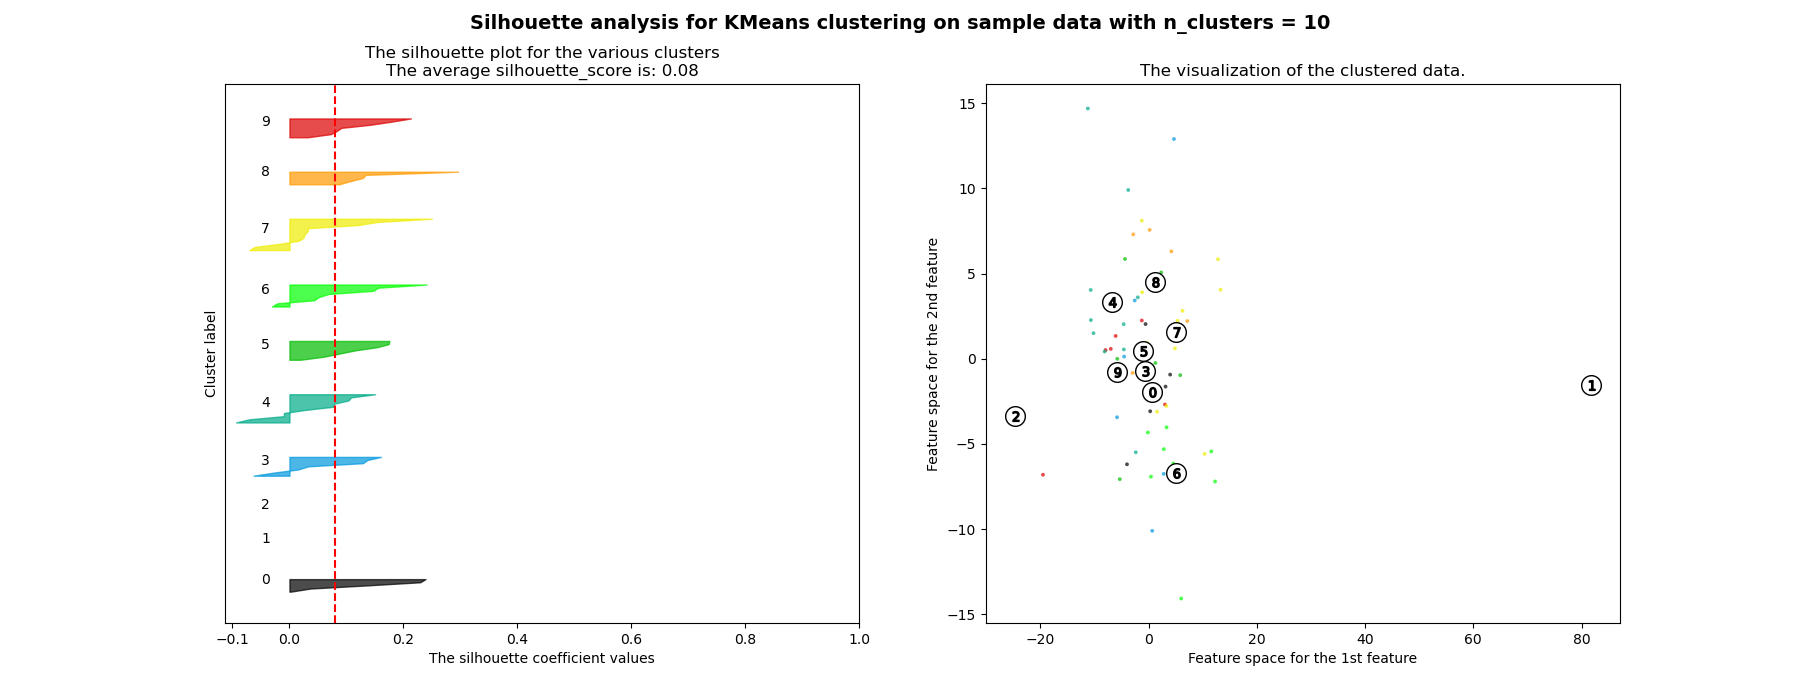 Silhouette analysis for KMeans clustering on sample data with n_clusters = 10
The silhouette plot for the various clusters
The average silhouette_score is: 0.08
9
8
7
6
5
4
3
2
1
0
Cluster label
−0.1 0.0 0.2 0.4 0.6 0.8 1.0
The silhouette coefficient values
The visualization of the clustered data.
15
10
5
0
−5
−10
−15
Feature space for the 2nd feature
8
4
7
5
3
9
1
0
2
6
−20 0 20 40 60 80
Feature space for the 1st feature